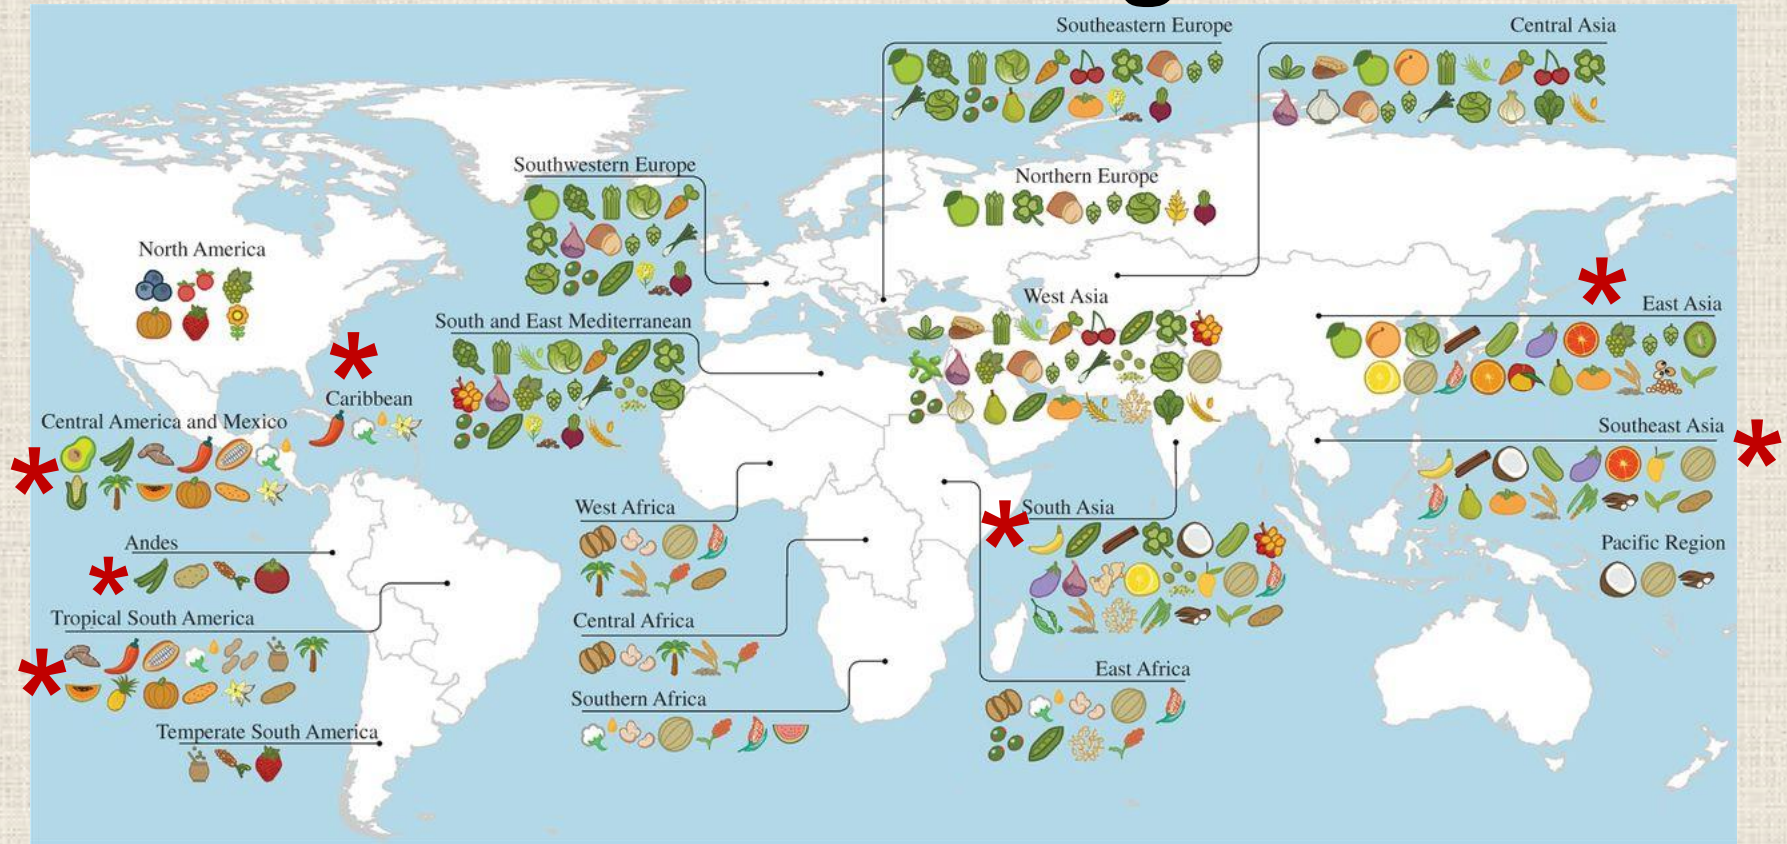 Southeastern Europe
Central Asia
Southwestern Europe
Northern Europe
North America
West Asia
East Asia
*
South and East Mediterranean
*
Caribbean
Central America and Mexico
*
Southeast Asia
*
West Africa
South Asia
*
Andes
*
Pacific Region
Tropical South America
*
Central Africa
East Africa
Southern Africa
Temperate South America